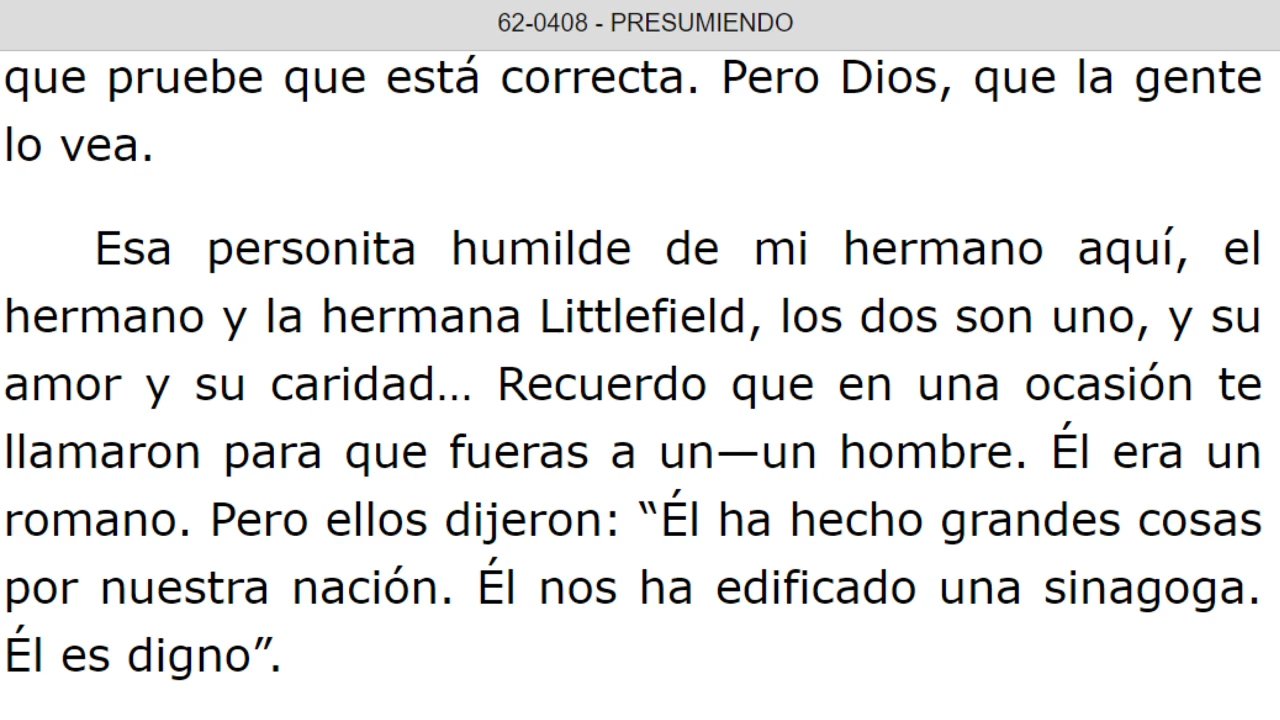 62-0408 - PRESUMIENDO
que pruebe que está correcta. Pero Dios, que la gente
lo vea.
Esa personita humilde de mi hermano aquí, el
hermano y la hermana Littlefield, los dos son uno, y su
amor y su caridad… Recuerdo que en una ocasión te
llamaron para que fueras a un—un hombre. Él era un
romano. Pero ellos dijeron: “Él ha hecho grandes cosas
por nuestra nación. Él nos ha edificado una sinagoga.
Él es digno”.